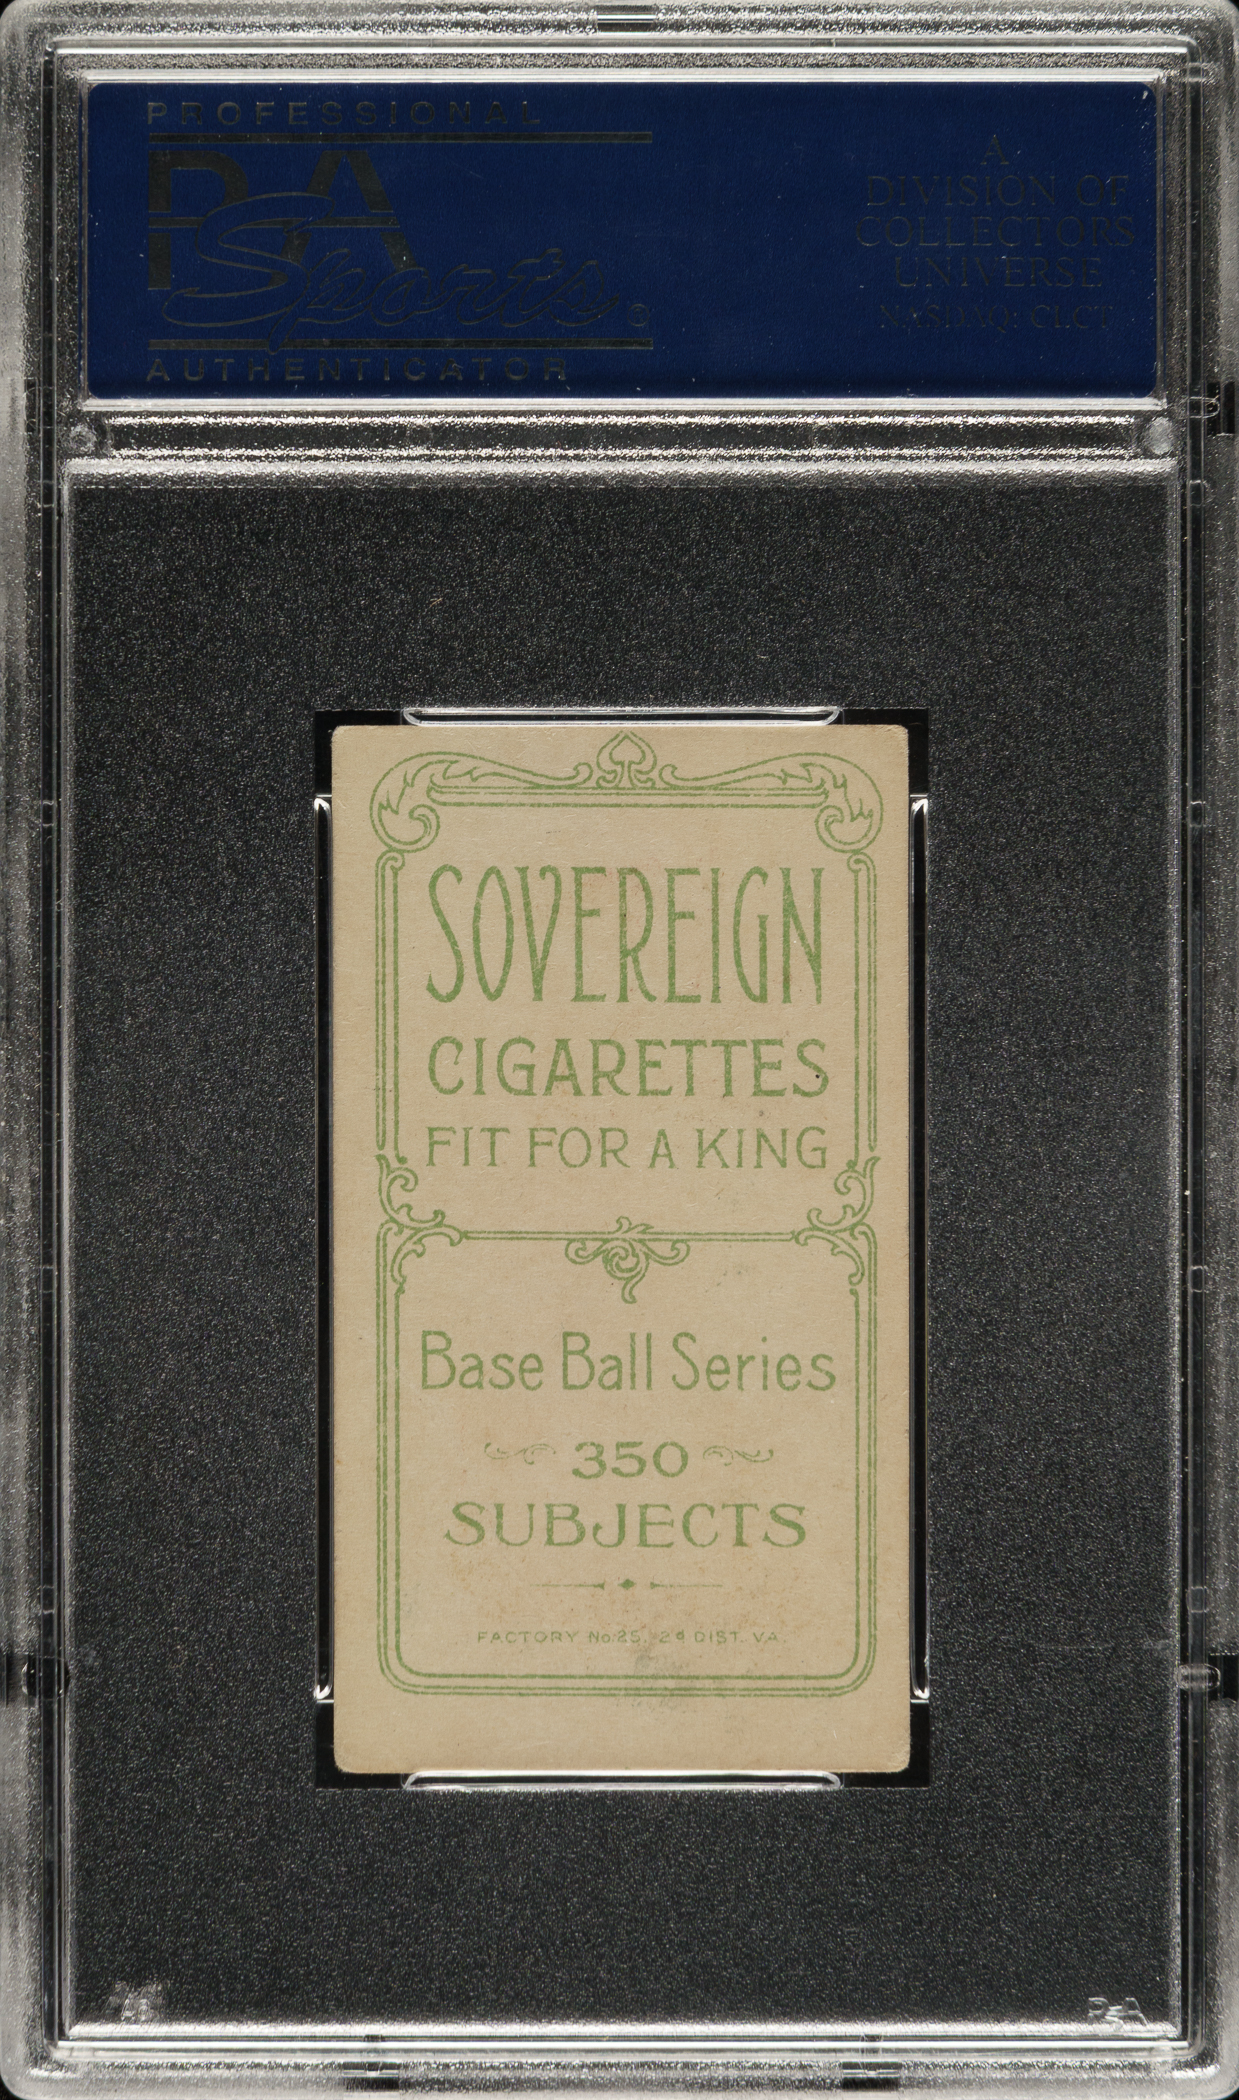 PROFESSIONAL
PSA
Sports®
AUTHENTICATOR
A
DIVISION OF
COLLECTORS
UNIVERSE
NASDAQ: CLCT
SOVEREIGN
CIGARETTES
FIT FOR A KING
Base Ball Series
350
SUBJECTS
FACTORY No 25, 2d DIST. VA.
PSA